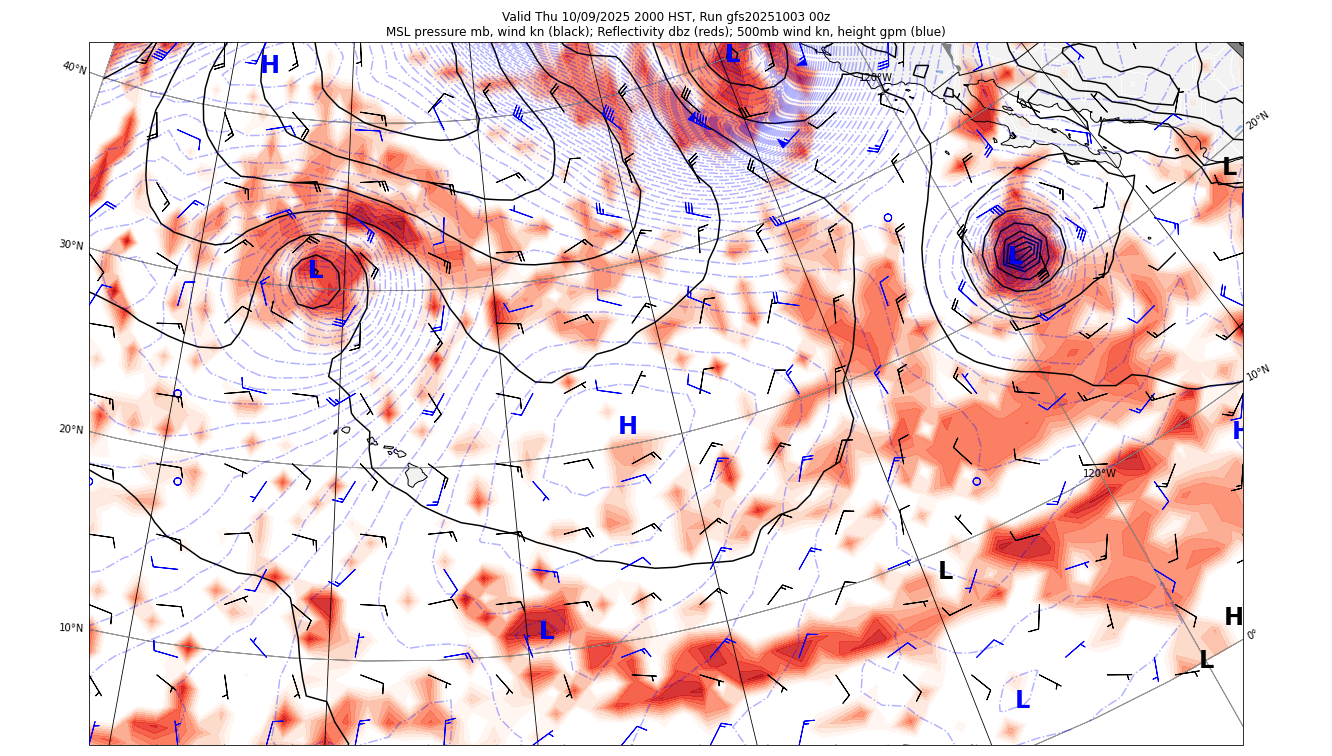 Valid Thu 10/09/2025 2000 HST, Run gfs20251003 00z
MSL pressure mb, wind kn (black); Reflectivity dbz (reds); 500mb wind kn, height gpm (blue)
L
H
40°N
120°W
20°N
L
30°N
L
L
10°N
20°N
H
H
120°W
L
10°N
L
H
0°
L
L